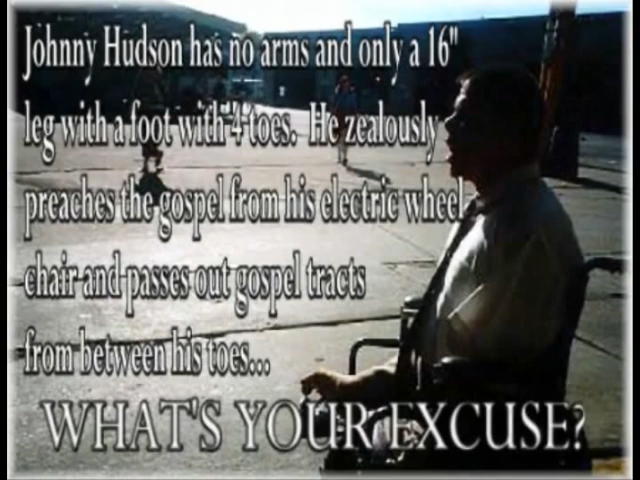 Johnny Hudson has no arms and only a 16"
leg with a foot with 4 toes. He zealously
preaches the gospel from his electric wheel
chair and passes out gospel tracts
from between his toes...
WHAT'S YOUR EXCUSE?